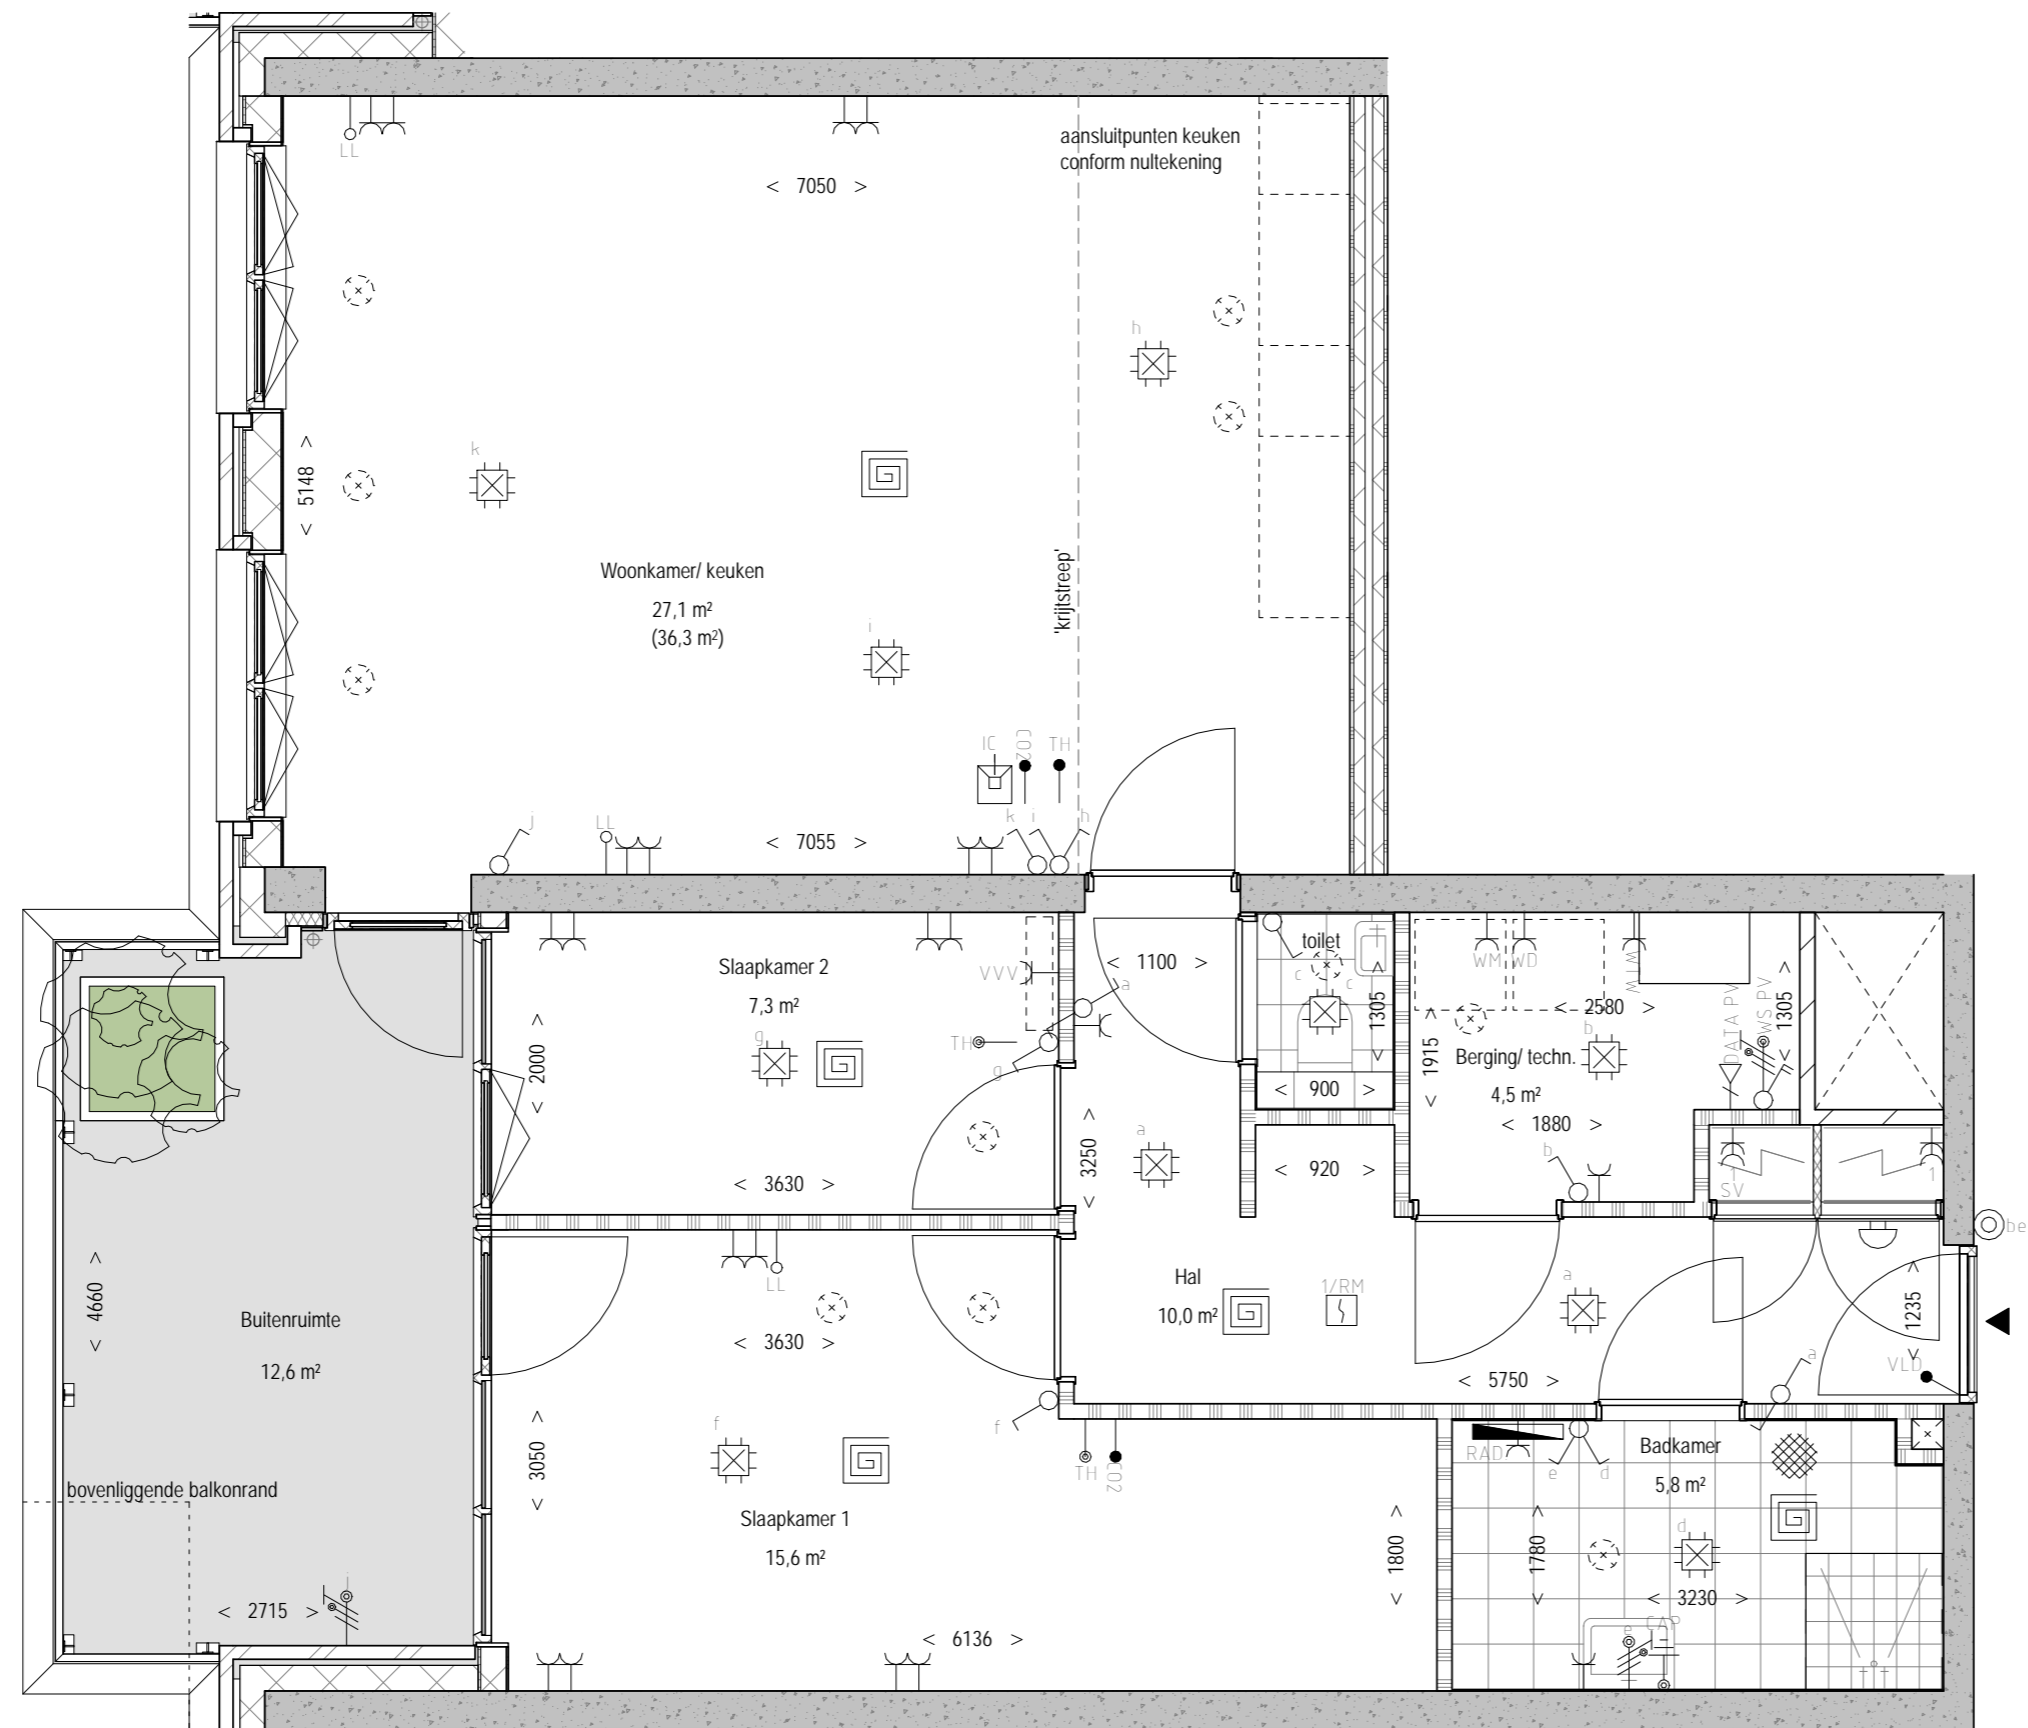 LL
aansluitpunten keuken
conform nultekening
< 7050 >
h
k
< 5148 >
Woonkamer/ keuken
27,1 m²
(36,3 m²)
i
'krijtstreep'
IC
CO2
TH
j
LL
k
i
h
< 7055 >
Slaapkamer 2
7,3 m²
VVV
< 1100 >
a
toilet
c
c
< 1305 >
WM
WD
WTW
< 2580 >
DATA PV
WS PV
< 1305 >
g
TH
g
< 2000 >
< 1915 >
b
Berging/ techn.
4,5 m²
< 900 >
< 1880 >
< 3250 >
a
< 920 >
b
1
SV
1
< 3630 >
be
LL
Hal
10,0 m²
1/RM
a
< 4660 >
Buitenruimte
12,6 m²
< 3630 >
< 1235 >
a
VLD
< 5750 >
f
f
< 3050 >
TH
CO2
RAD
e
d
Badkamer
5,8 m²
bovenliggende balkonrand
Slaapkamer 1
15,6 m²
< 1800 >
< 1780 >
d
< 3230 >
CAP
e
j
< 2715 >
< 6136 >